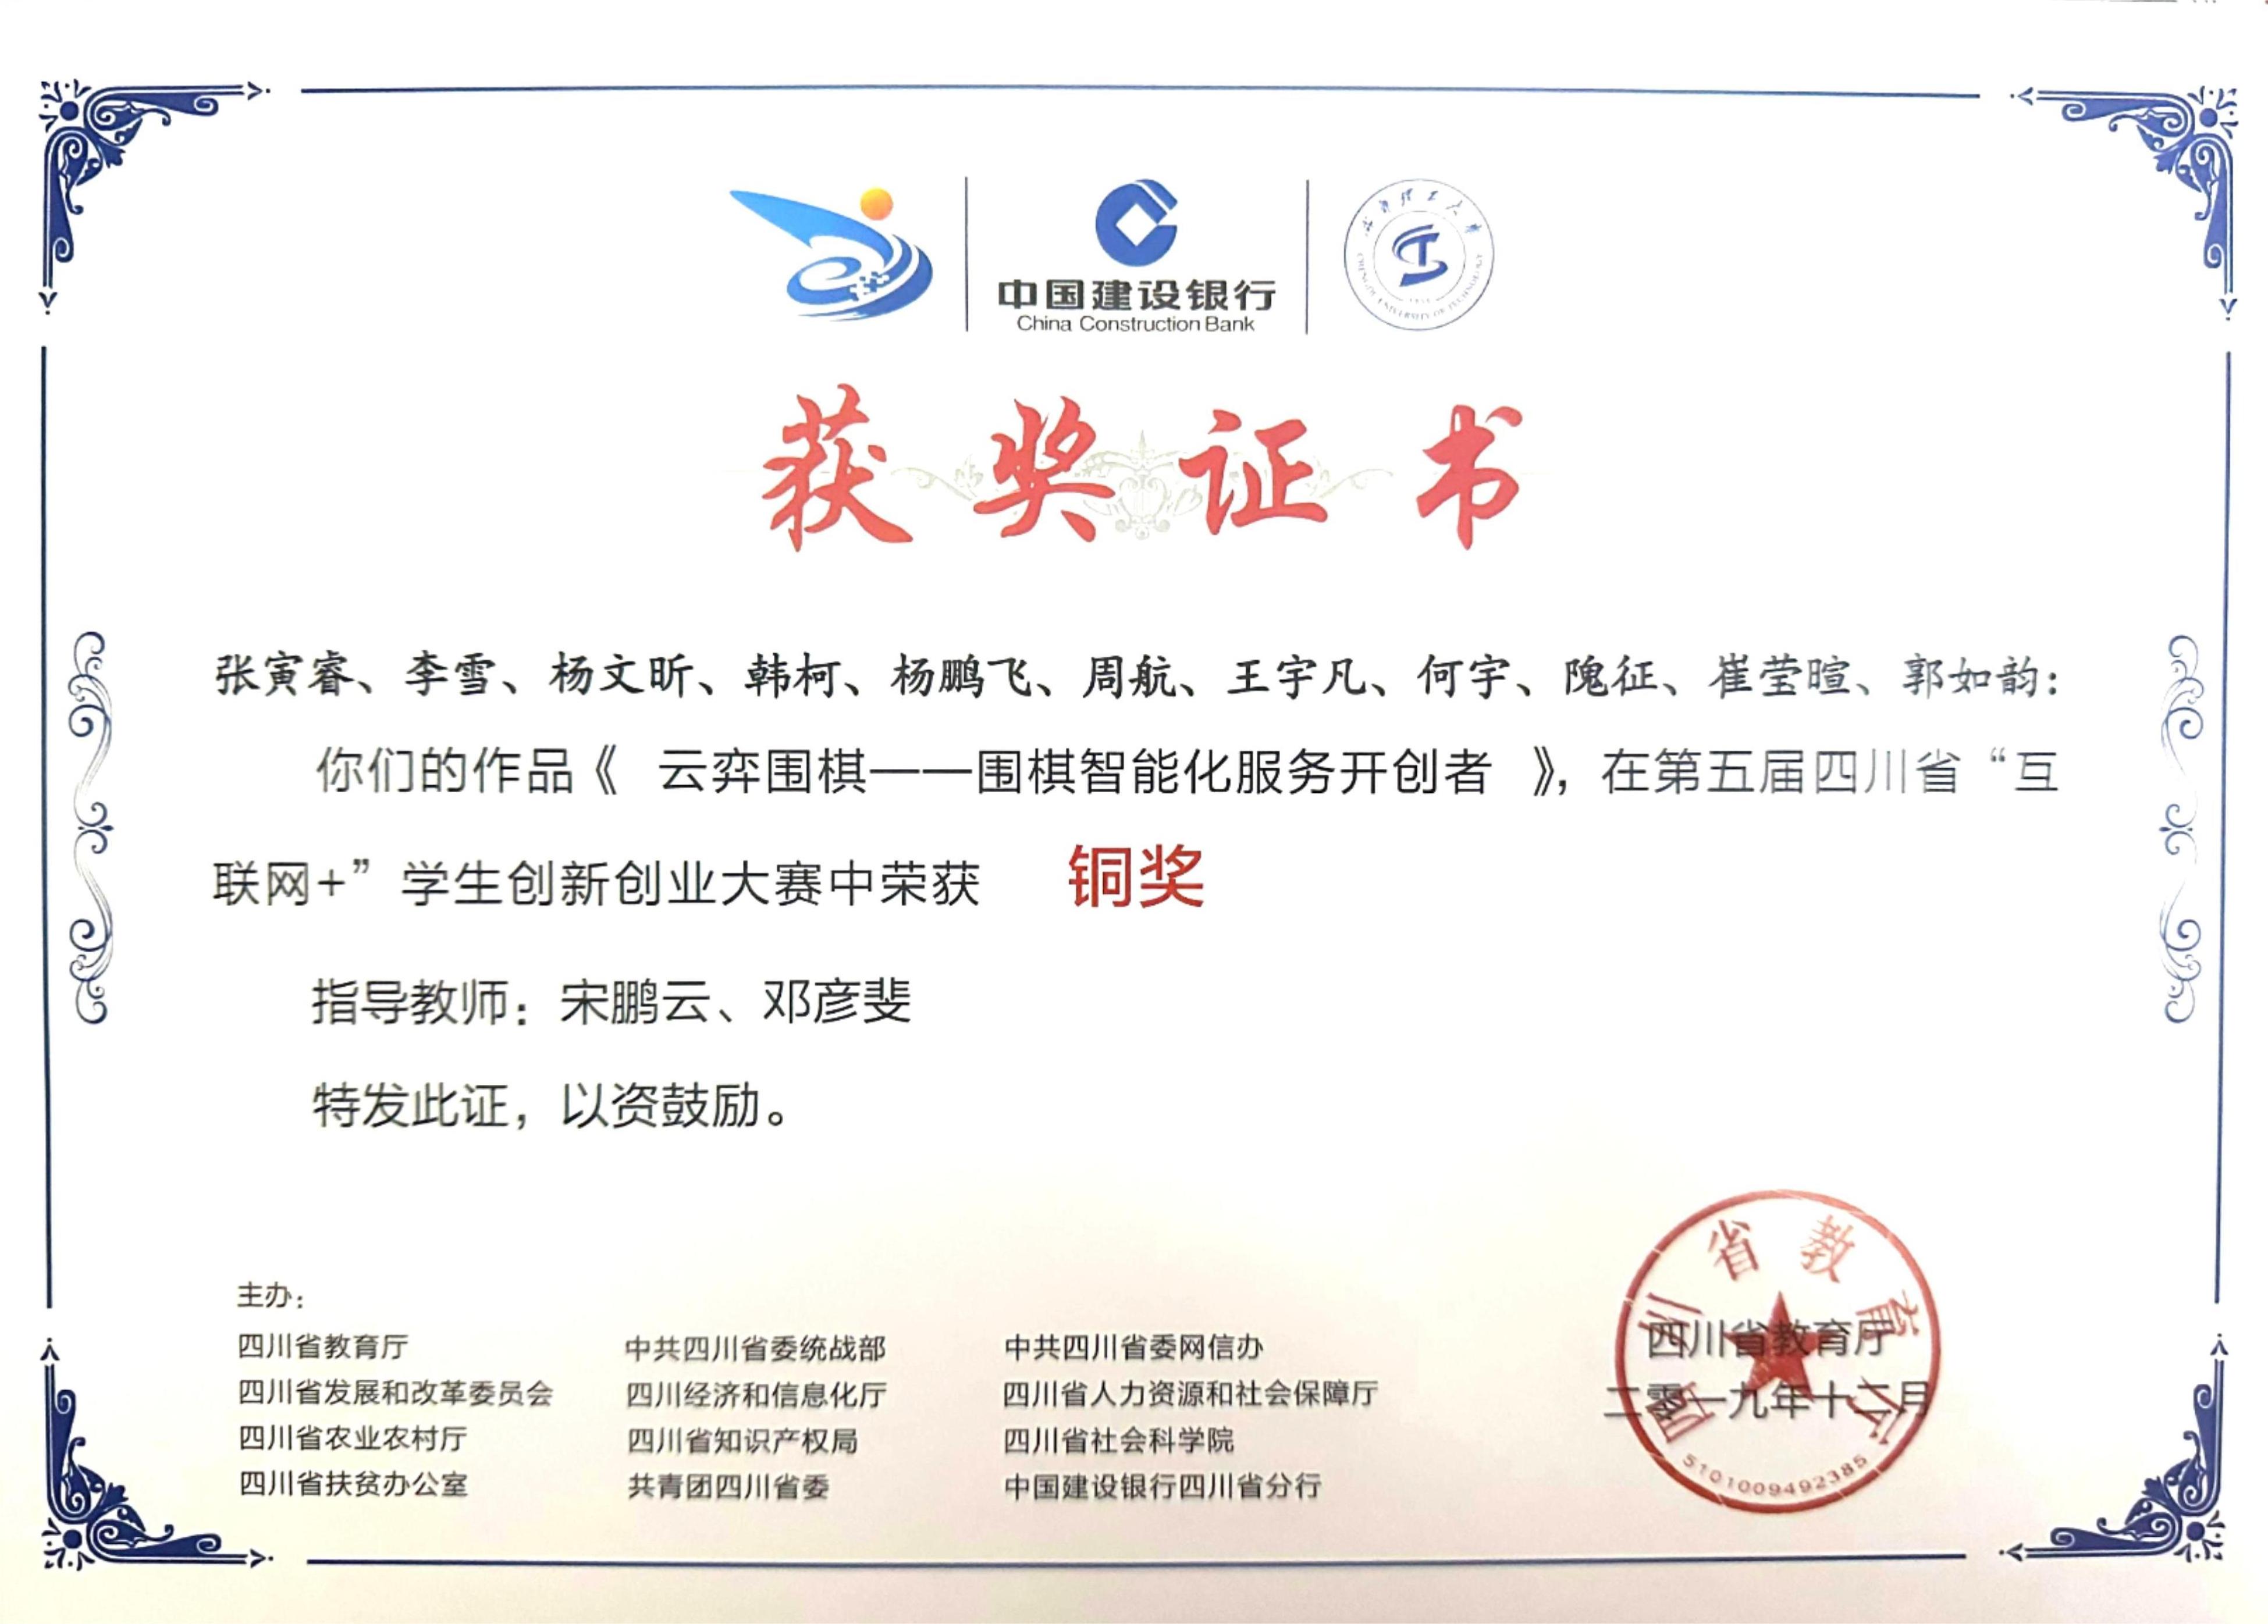 中国建设银行
China Construction Bank
成都理工大学
CHENGDU UNIVERSITY OF TECHNOLOGY
获奖证书
张寅睿、李雪、杨文昕、韩柯、杨鹏飞、周航、王宇凡、何宇、隗征、崔莹暄、郭如韵：
你们的作品《 云弈围棋——围棋智能化服务开创者 》，在第五届四川省“互
联网+”学生创新创业大赛中荣获 铜奖
指导教师：宋鹏云、邓彦斐
特发此证，以资鼓励。
主办：
四川省教育厅 中共四川省委统战部 中共四川省委网信办
四川省发展和改革委员会 四川经济和信息化厅 四川省人力资源和社会保障厅
四川省农业农村厅 四川省知识产权局 四川省社会科学院
四川省扶贫办公室 共青团四川省委 中国建设银行四川省分行
四川省教育厅
二零一九年十二月
四川省教育厅
5101009492385